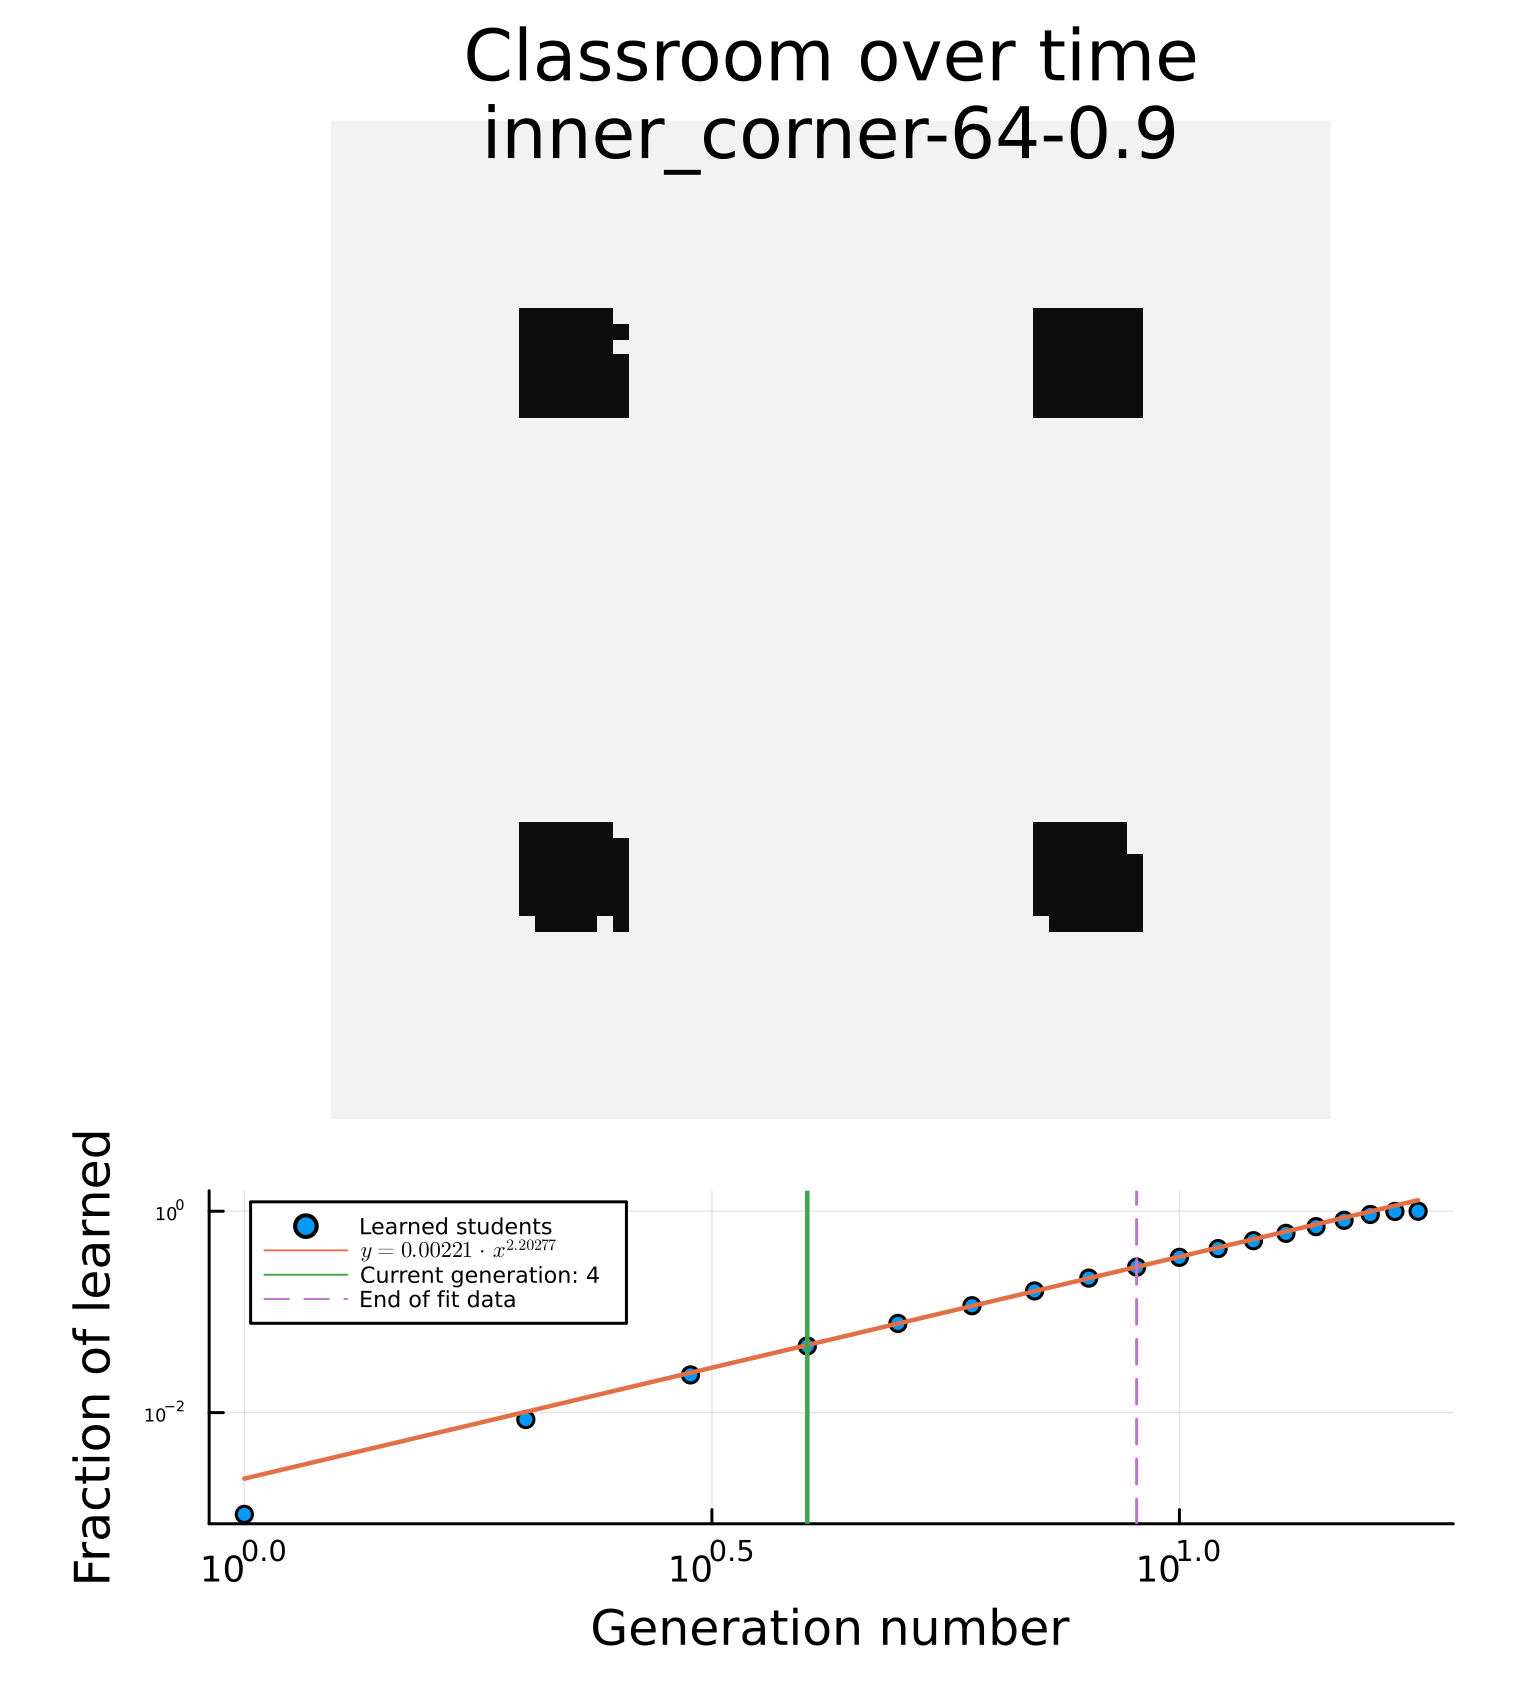 Classroom over time
inner_corner-64-0.9
Fraction of learned
10^0
10^-2
Learned students
y = 0.00221 · x^2.20277
Current generation: 4
End of fit data
10^0.0
10^0.5
10^1.0
Generation number